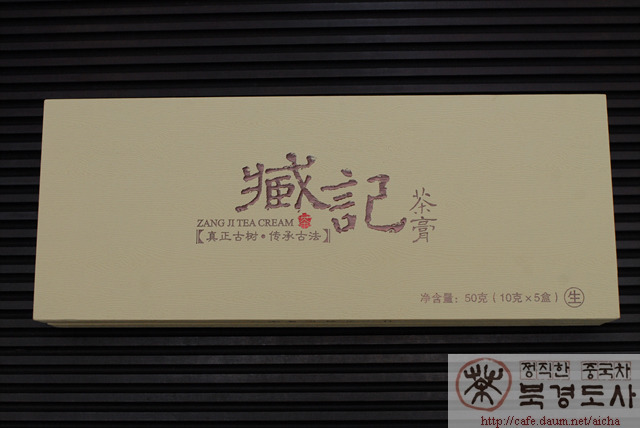 臧記
茶膏
ZANG JI TEA CREAM
【真正古树·传承古法】
净含量：50克（10克×5盒）生
정직한 중국차
북경도사
http://cafe.daum.net/aicha